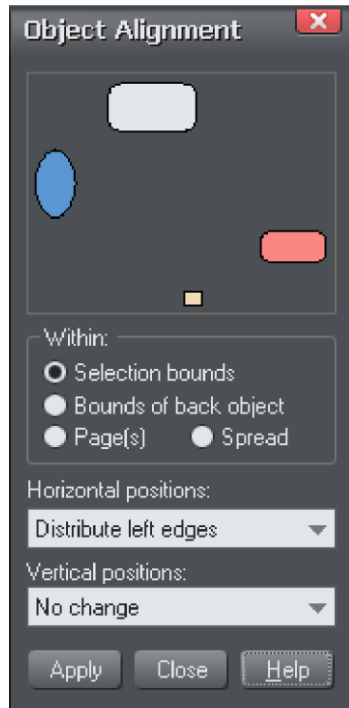 Object Alignment
Within:
Selection bounds
Bounds of back object
Page(s) Spread
Horizontal positions:
Distribute left edges
Vertical positions:
No change
Apply Close Help